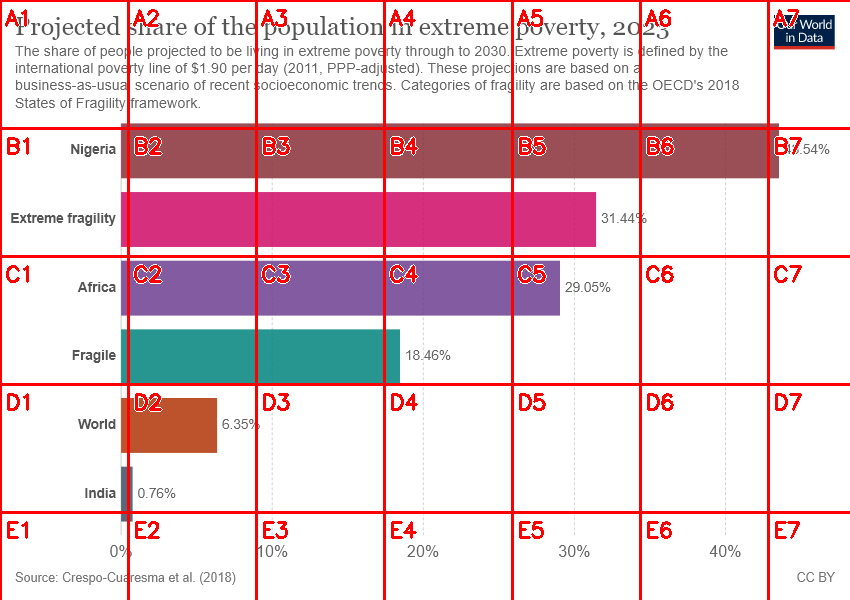 A1 A2 A3 A4 A5 A6 A7
Projected share of the population in extreme poverty, 2023
Our World
in Data
The share of people projected to be living in extreme poverty through to 2030. Extreme poverty is defined by the
international poverty line of $1.90 per day (2011, PPP-adjusted). These projections are based on a
business-as-usual scenario of recent socioeconomic trends. Categories of fragility are based on the OECD's 2018
States of Fragility framework.
B1 B2 B3 B4 B5 B6 B7
Nigeria 43.54%
Extreme fragility 31.44%
C1 C2 C3 C4 C5 C6 C7
Africa 29.05%
Fragile 18.46%
D1 D2 D3 D4 D5 D6 D7
World 6.35%
India 0.76%
E1 E2 E3 E4 E5 E6 E7
0% 10% 20% 30% 40%
Source: Crespo-Cuaresma et al. (2018) CC BY